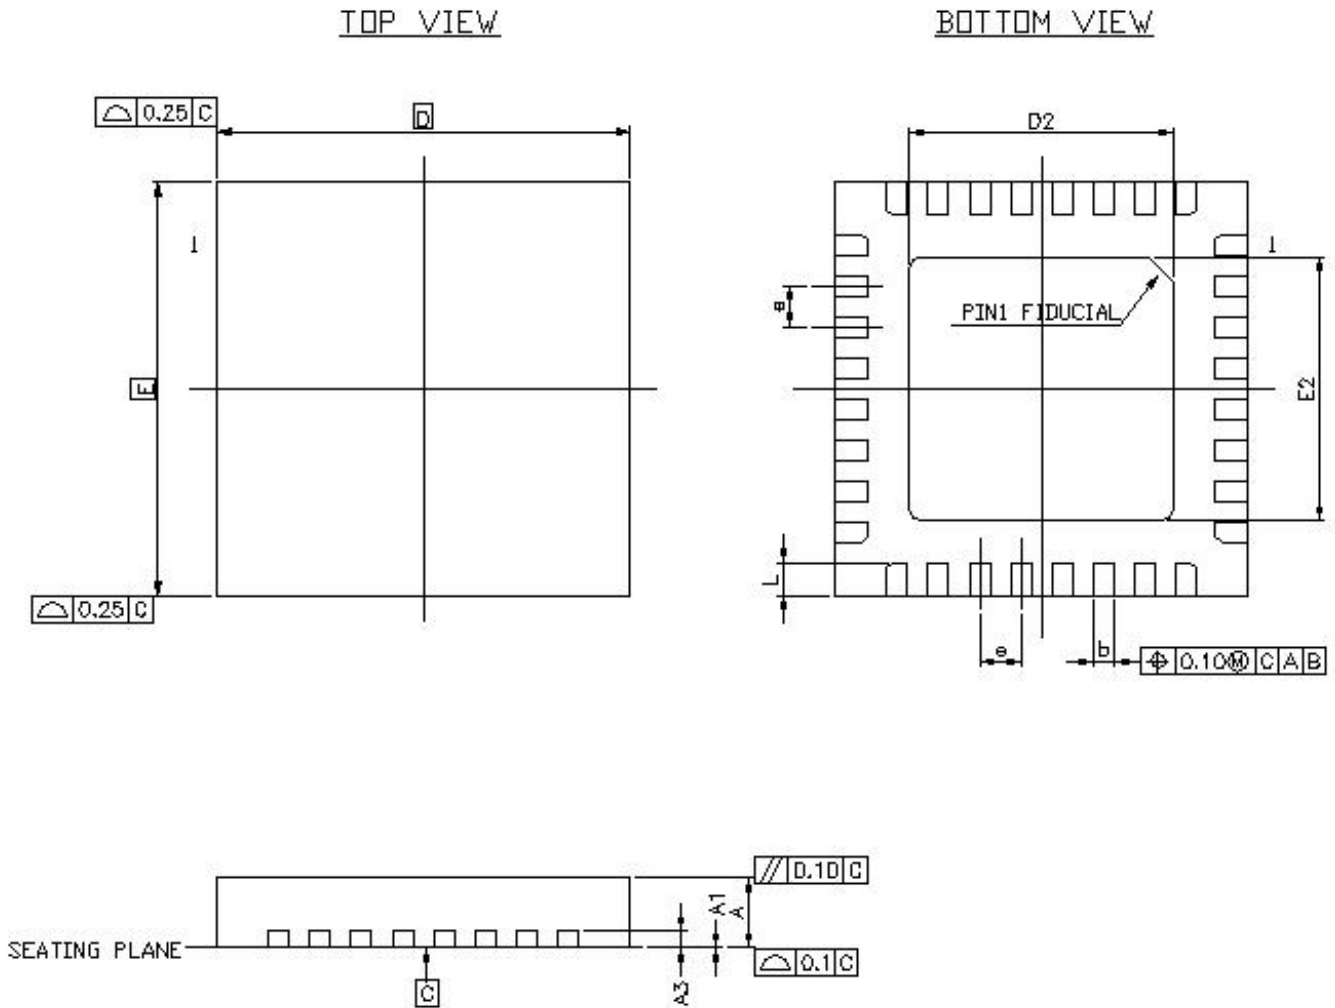 TOP VIEW
BOTTOM VIEW
0.25 C
D
D2
1
1
e
PIN1 FIDUCIAL
E
E2
L
0.25 C
e
b
0.10Ⓜ C A B
// 0.10 C
A1
A
SEATING PLANE
0.1 C
A3
C